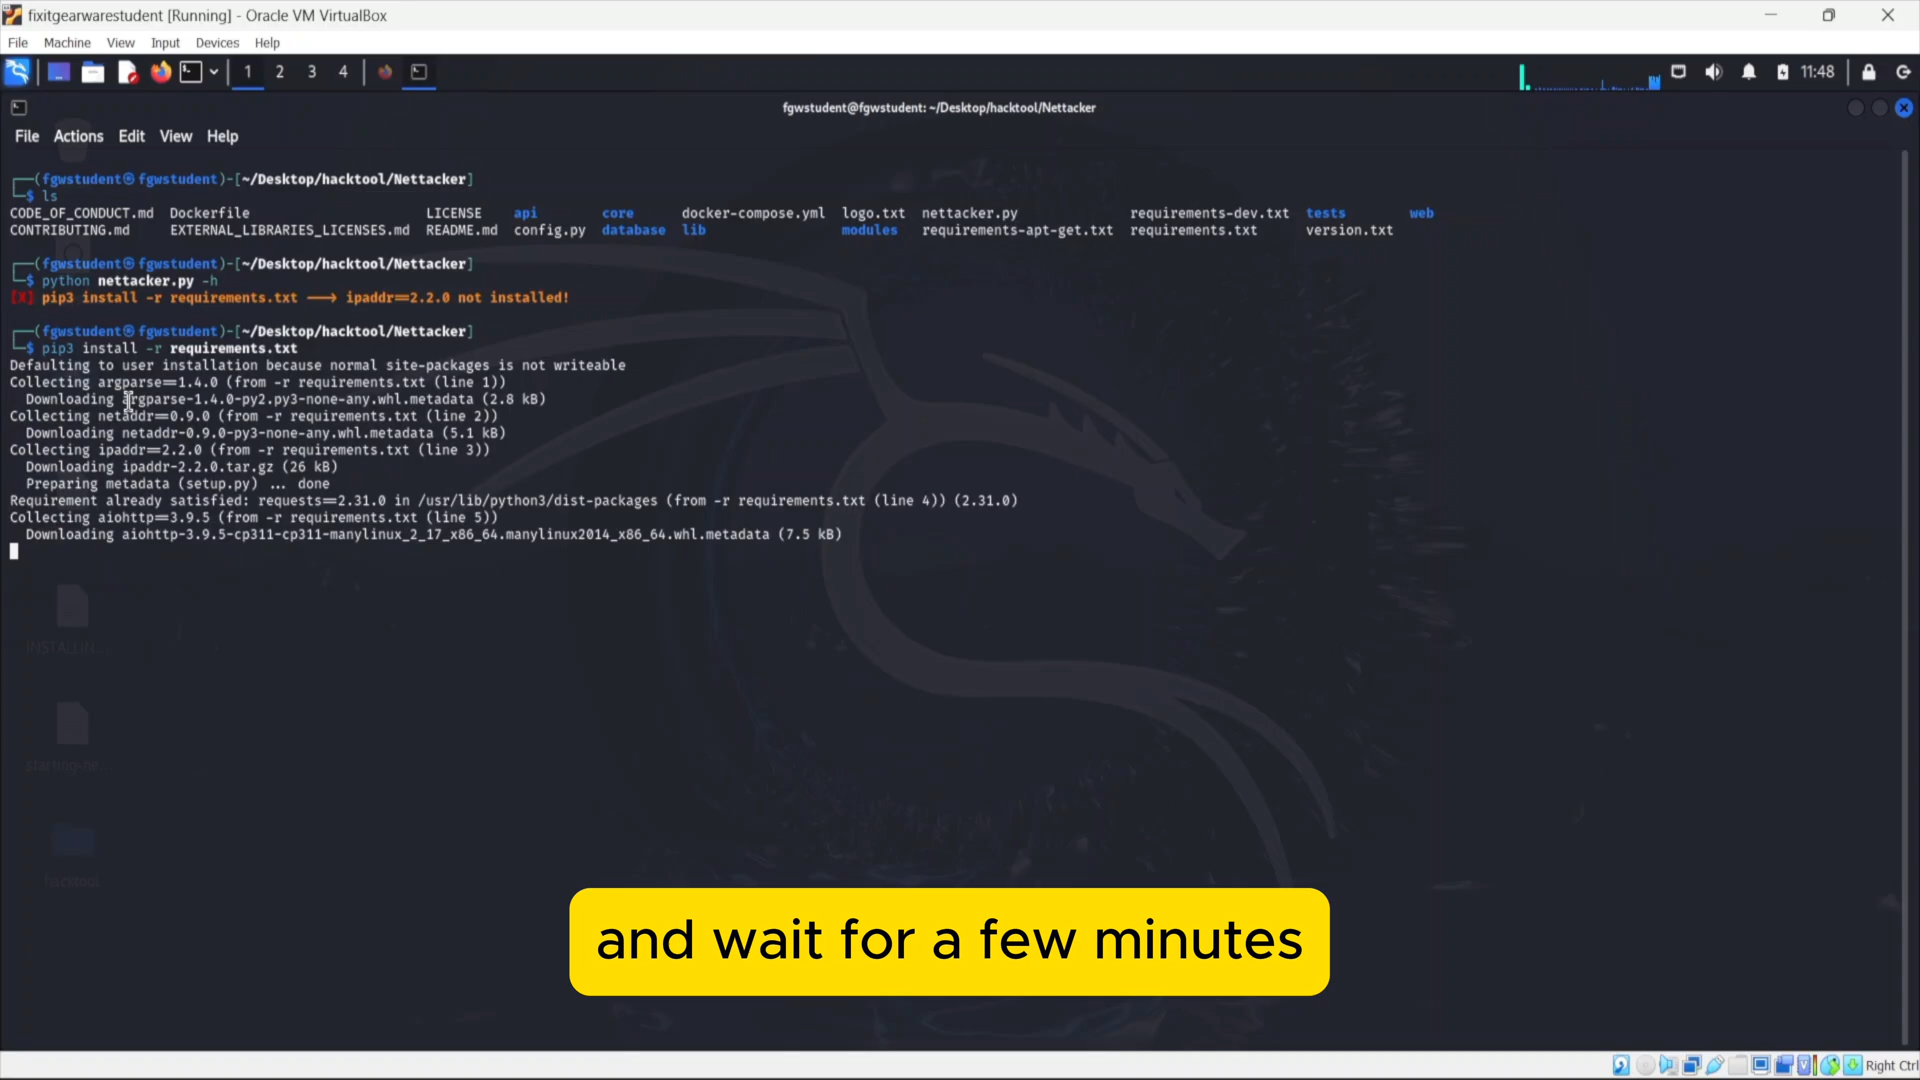 fixitgearwarestudent [Running] - Oracle VM VirtualBox
File Machine View Input Devices Help
1 2 3 4 11:48
fgwstudent@fgwstudent: ~/Desktop/hacktool/Nettacker
File Actions Edit View Help
┌──(fgwstudent㉿fgwstudent)-[~/Desktop/hacktool/Nettacker]
└─$ ls
CODE_OF_CONDUCT.md Dockerfile LICENSE api core docker-compose.yml logo.txt nettacker.py requirements-dev.txt tests web
CONTRIBUTING.md EXTERNAL_LIBRARIES_LICENSES.md README.md config.py database lib modules requirements-apt-get.txt requirements.txt version.txt
┌──(fgwstudent㉿fgwstudent)-[~/Desktop/hacktool/Nettacker]
└─$ python nettacker.py -h
[X] pip3 install -r requirements.txt ---> ipaddr==2.2.0 not installed!
┌──(fgwstudent㉿fgwstudent)-[~/Desktop/hacktool/Nettacker]
└─$ pip3 install -r requirements.txt
Defaulting to user installation because normal site-packages is not writeable
Collecting argparse==1.4.0 (from -r requirements.txt (line 1))
Downloading argparse-1.4.0-py2.py3-none-any.whl.metadata (2.8 kB)
Collecting netaddr==0.9.0 (from -r requirements.txt (line 2))
Downloading netaddr-0.9.0-py3-none-any.whl.metadata (5.1 kB)
Collecting ipaddr==2.2.0 (from -r requirements.txt (line 3))
Downloading ipaddr-2.2.0.tar.gz (26 kB)
Preparing metadata (setup.py) ... done
Requirement already satisfied: requests==2.31.0 in /usr/lib/python3/dist-packages (from -r requirements.txt (line 4)) (2.31.0)
Collecting aiohttp==3.9.5 (from -r requirements.txt (line 5))
Downloading aiohttp-3.9.5-cp311-cp311-manylinux_2_17_x86_64.manylinux2014_x86_64.whl.metadata (7.5 kB)
INSTALLIN...
starting-ne...
hacktool
and wait for a few minutes
Right Ctrl